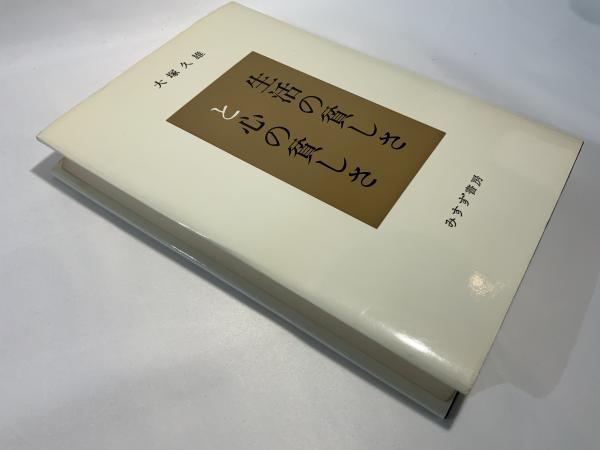 大塚久雄
生活の貧しさ
と心の貧しさ
みすず書房